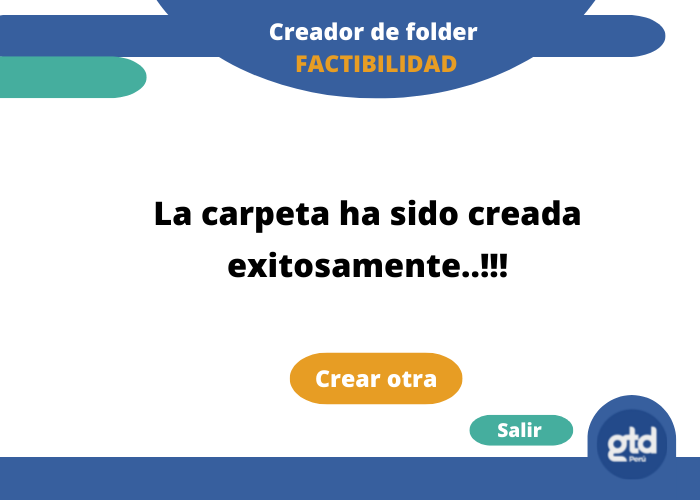 Creador de folder
FACTIBILIDAD
La carpeta ha sido creada
exitosamente..!!!
Crear otra
Salir
gtd
Perú